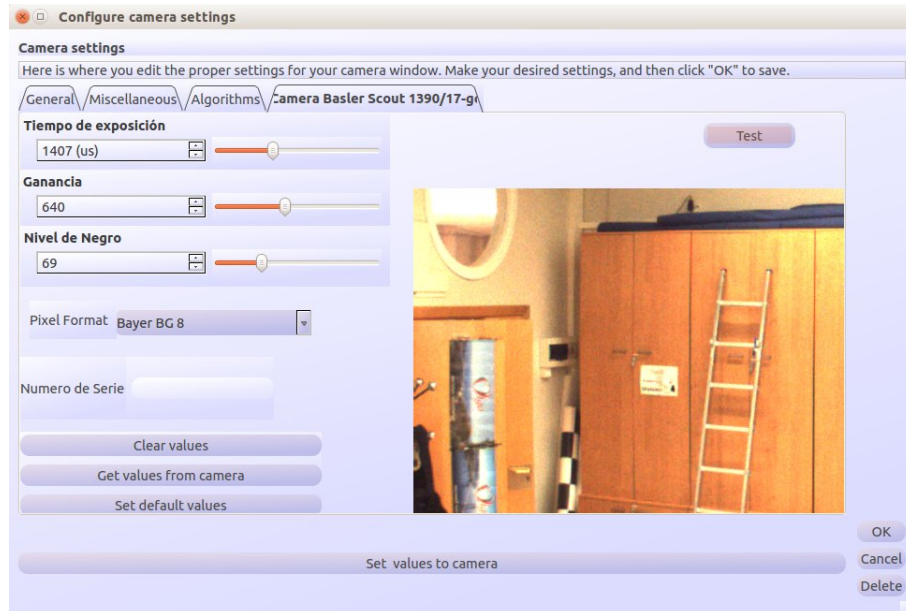 Configure camera settings
Camera settings
Here is where you edit the proper settings for your camera window. Make your desired settings, and then click "OK" to save.
General Miscellaneous Algorithms Camera Basler Scout 1390/17-g
Tiempo de exposición
1407 (us)
Test
Ganancia
640
Nivel de Negro
69
Pixel Format Bayer BG 8
Numero de Serie
Clear values
Get values from camera
Set default values
OK
Set values to camera
Cancel
Delete